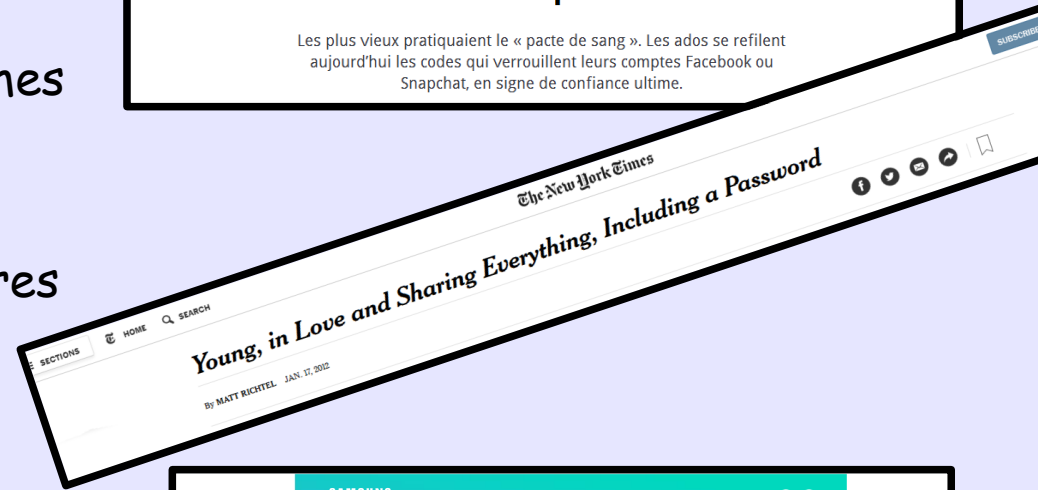 Les plus vieux pratiquaient le « pacte de sang ». Les ados se refilent
aujourd'hui les codes qui verrouillent leurs comptes Facebook ou
Snapchat, en signe de confiance ultime.
SUBSCRIBE
The New York Times
SECTIONS HOME SEARCH
Young, in Love and Sharing Everything, Including a Password
By MATT RICHTEL JAN. 17, 2012